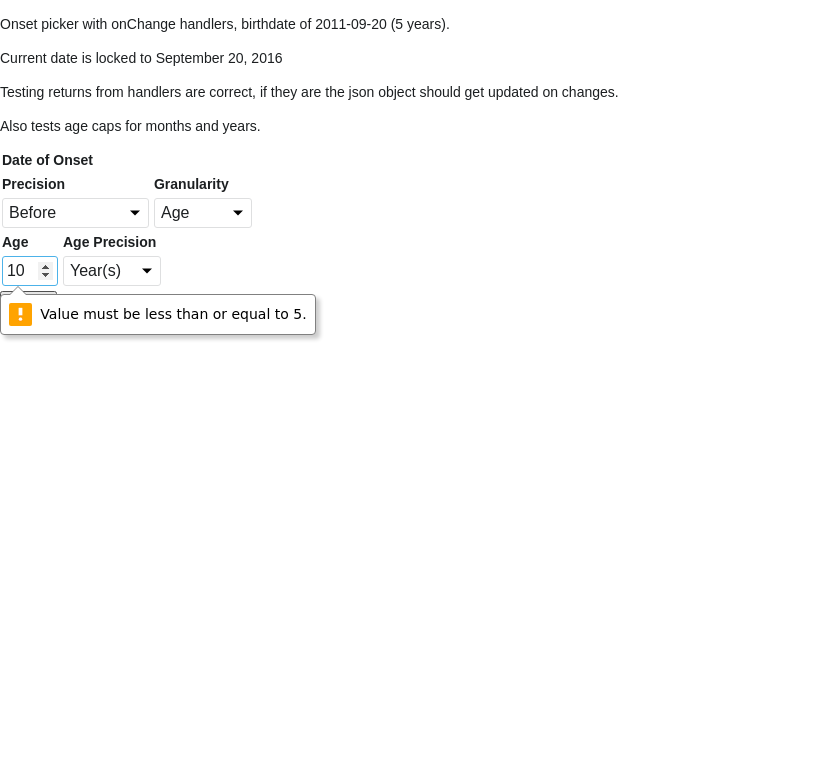 Onset picker with onChange handlers, birthdate of 2011-09-20 (5 years).
Current date is locked to September 20, 2016
Testing returns from handlers are correct, if they are the json object should get updated on changes.
Also tests age caps for months and years.
Date of Onset
Precision Granularity
Before Age
Age Age Precision
10 Year(s)
Value must be less than or equal to 5.